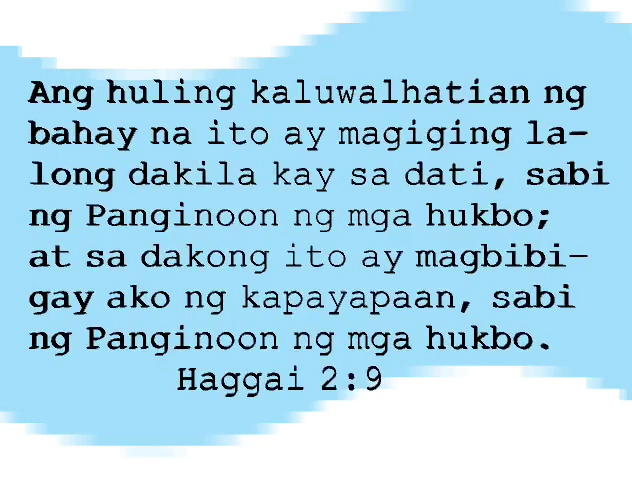 Ang huling kaluwalhatian ng
bahay na ito ay magiging la-
long dakila kay sa dati, sabi
ng Panginoon ng mga hukbo;
at sa dakong ito ay magbibi-
gay ako ng kapayapaan, sabi
ng Panginoon ng mga hukbo.
Haggai 2:9